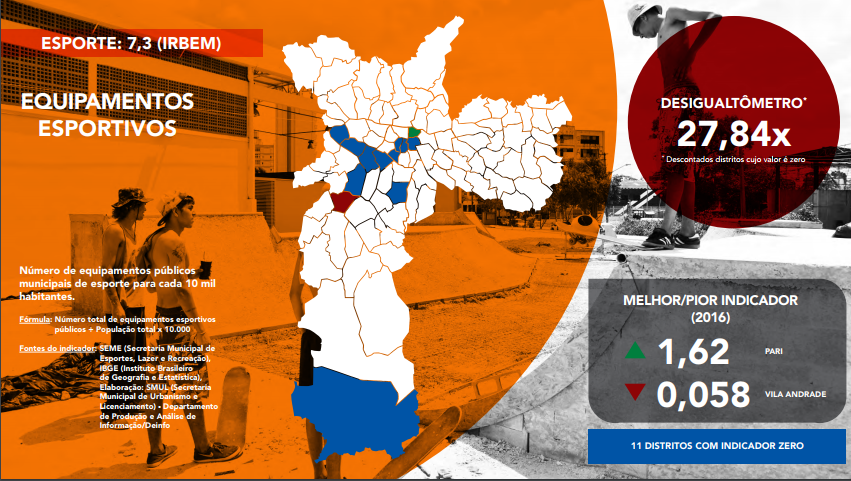 ESPORTE: 7,3 (IRBEM)
EQUIPAMENTOS
ESPORTIVOS
Número de equipamentos públicos
municipais de esporte para cada 10 mil
habitantes.
Fórmula: Número total de equipamentos esportivos
públicos ÷ População total x 10.000
Fontes do indicador: SEME (Secretaria Municipal de
Esportes, Lazer e Recreação),
IBGE (Instituto Brasileiro
de Geografia e Estatística),
Elaboração: SMUL (Secretaria
Municipal de Urbanismo e
Licenciamento) - Departamento
de Produção e Análise de
Informação/Deinfo
DESIGUALTÔMETRO*
27,84x
* Descontados distritos cujo valor é zero
MELHOR/PIOR INDICADOR
(2016)
1,62 PARI
0,058 VILA ANDRADE
11 DISTRITOS COM INDICADOR ZERO